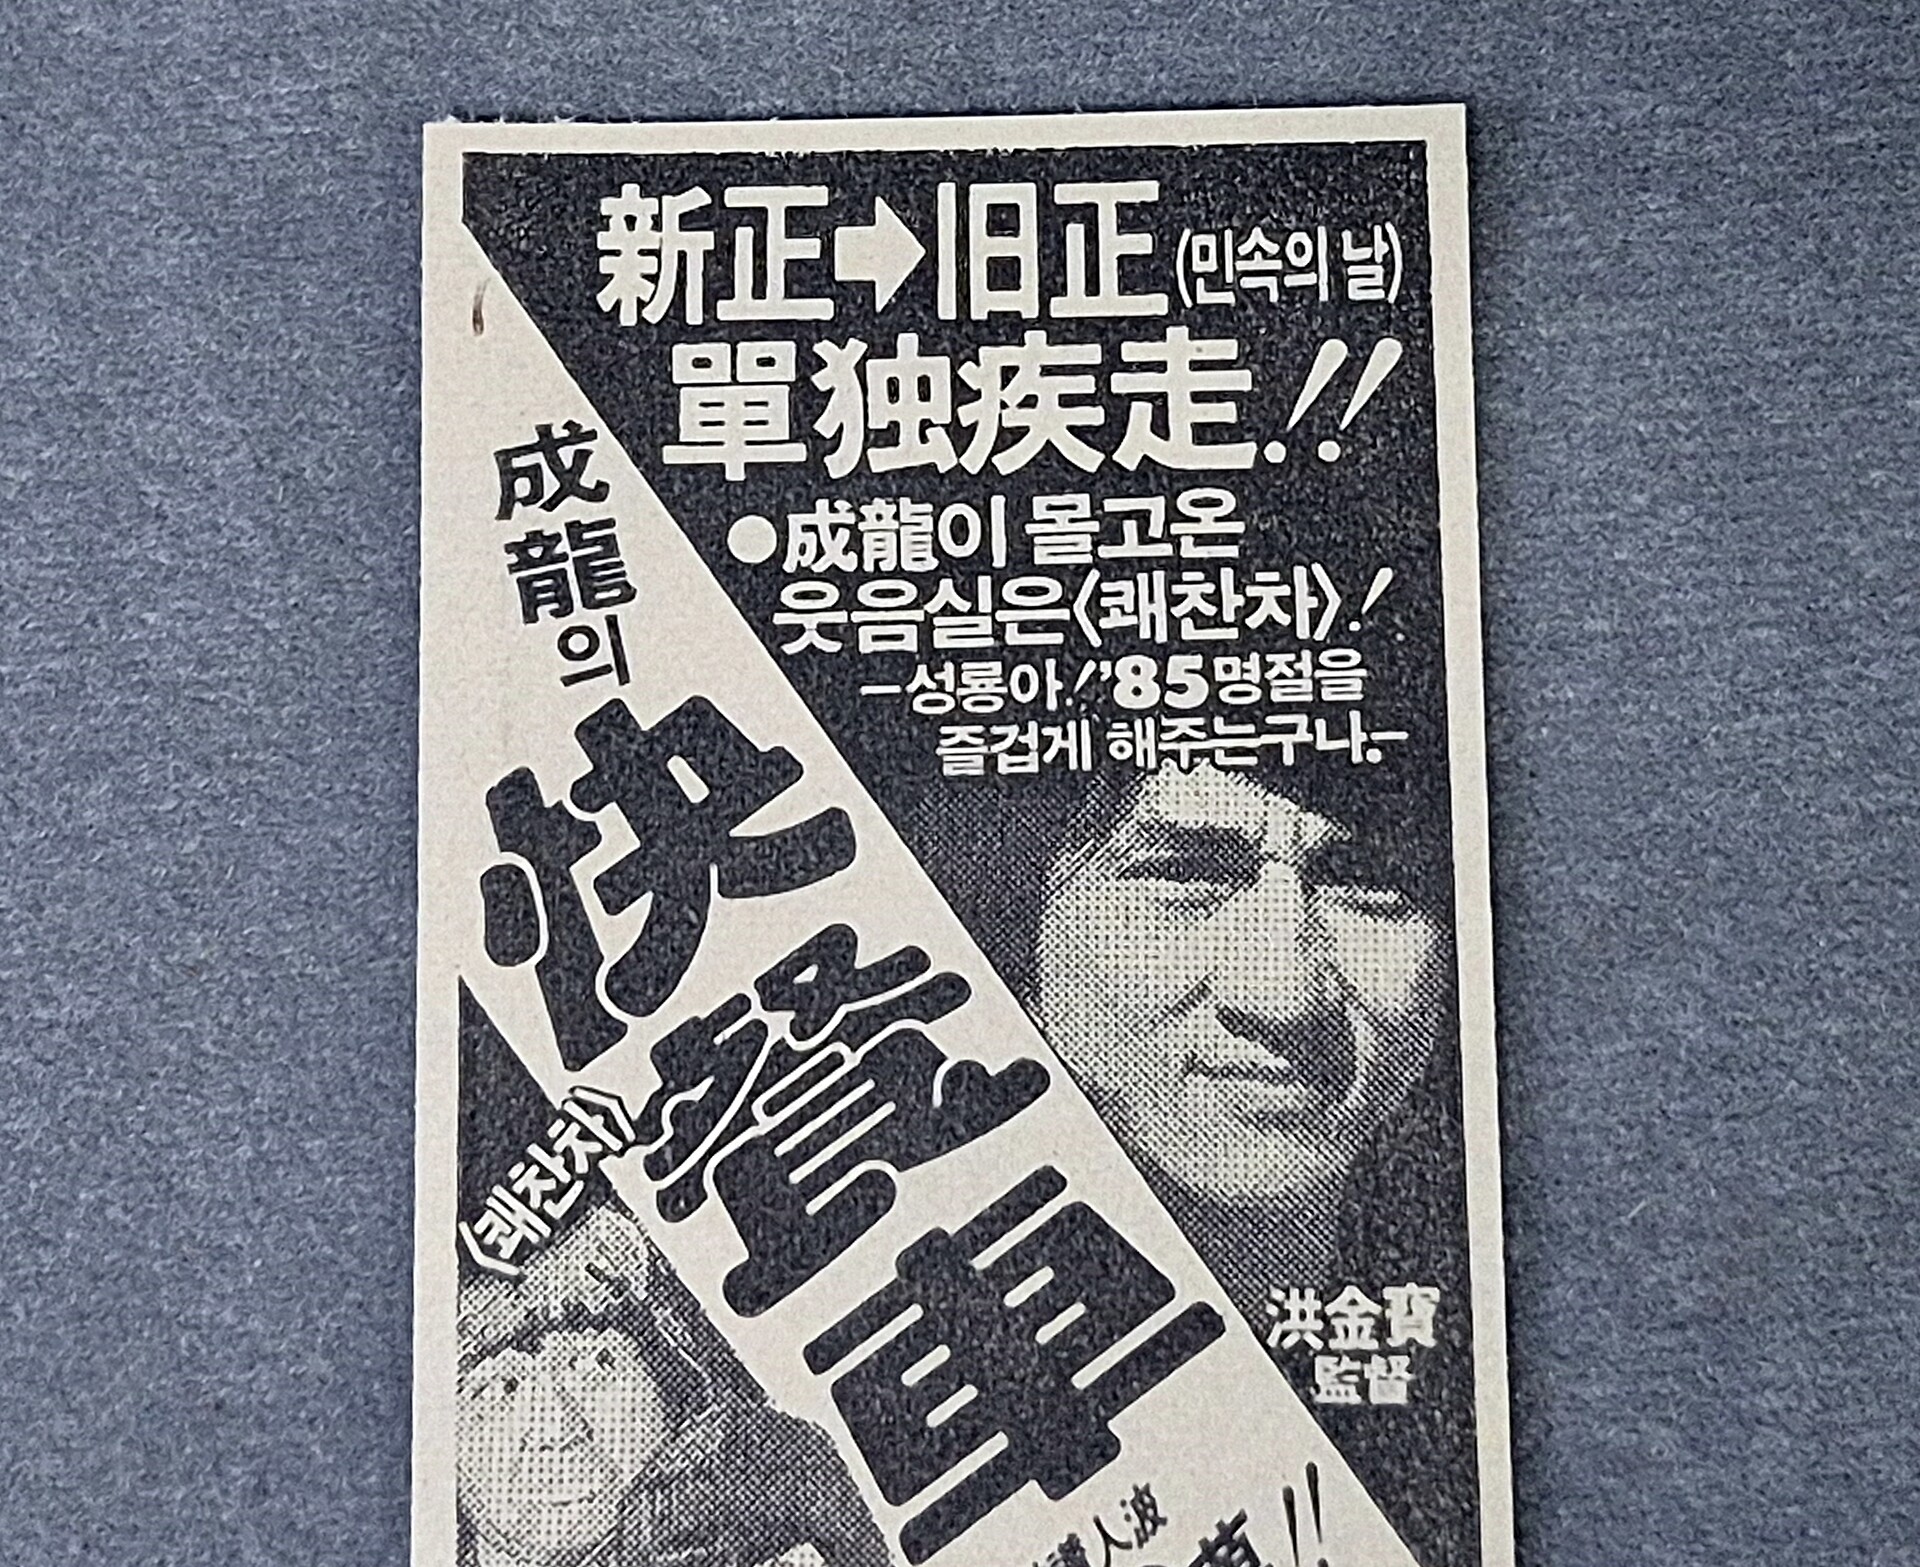 新正➡旧正(민속의 날)
單独疾走!!
●成龍이 몰고온
웃음실은〈쾌찬차〉!
-성룡아!'85명절을
즐겁게 해주는구나.-
成龍의
快餐車
〈쾌찬차〉
洪金寶
監督
人波
!!